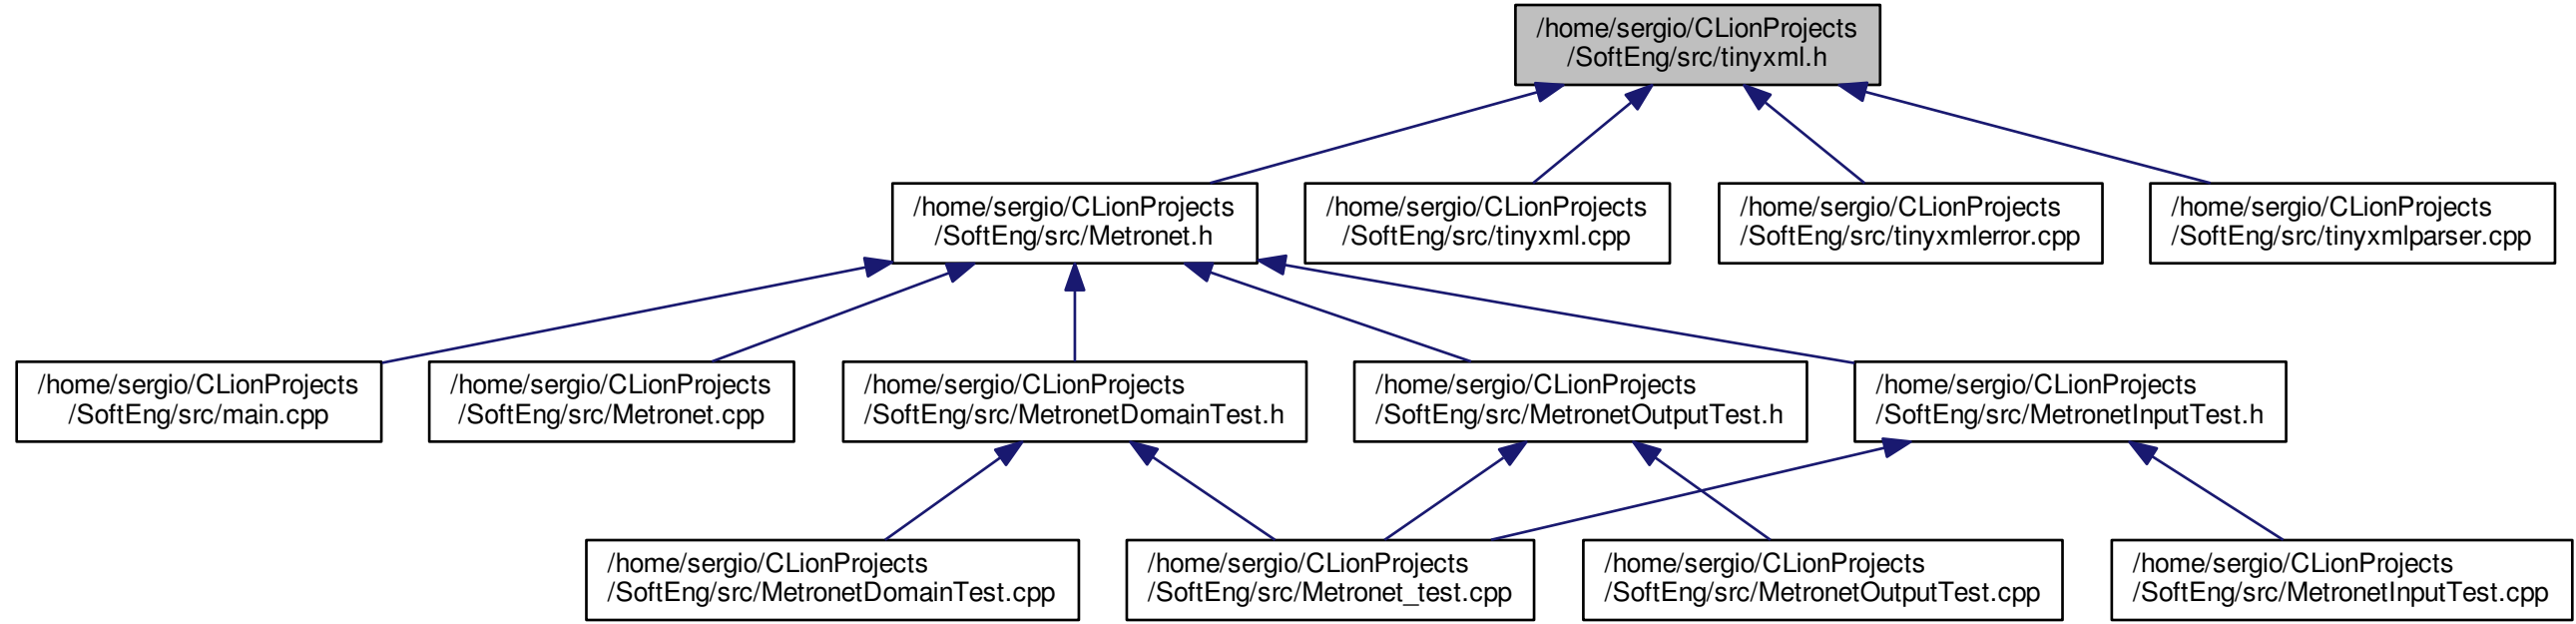 /home/sergio/CLionProjects
/SoftEng/src/tinyxml.h
/home/sergio/CLionProjects
/SoftEng/src/Metronet.h
/home/sergio/CLionProjects
/SoftEng/src/tinyxml.cpp
/home/sergio/CLionProjects
/SoftEng/src/tinyxmlerror.cpp
/home/sergio/CLionProjects
/SoftEng/src/tinyxmlparser.cpp
/home/sergio/CLionProjects
/SoftEng/src/main.cpp
/home/sergio/CLionProjects
/SoftEng/src/Metronet.cpp
/home/sergio/CLionProjects
/SoftEng/src/MetronetDomainTest.h
/home/sergio/CLionProjects
/SoftEng/src/MetronetOutputTest.h
/home/sergio/CLionProjects
/SoftEng/src/MetronetInputTest.h
/home/sergio/CLionProjects
/SoftEng/src/MetronetDomainTest.cpp
/home/sergio/CLionProjects
/SoftEng/src/Metronet_test.cpp
/home/sergio/CLionProjects
/SoftEng/src/MetronetOutputTest.cpp
/home/sergio/CLionProjects
/SoftEng/src/MetronetInputTest.cpp